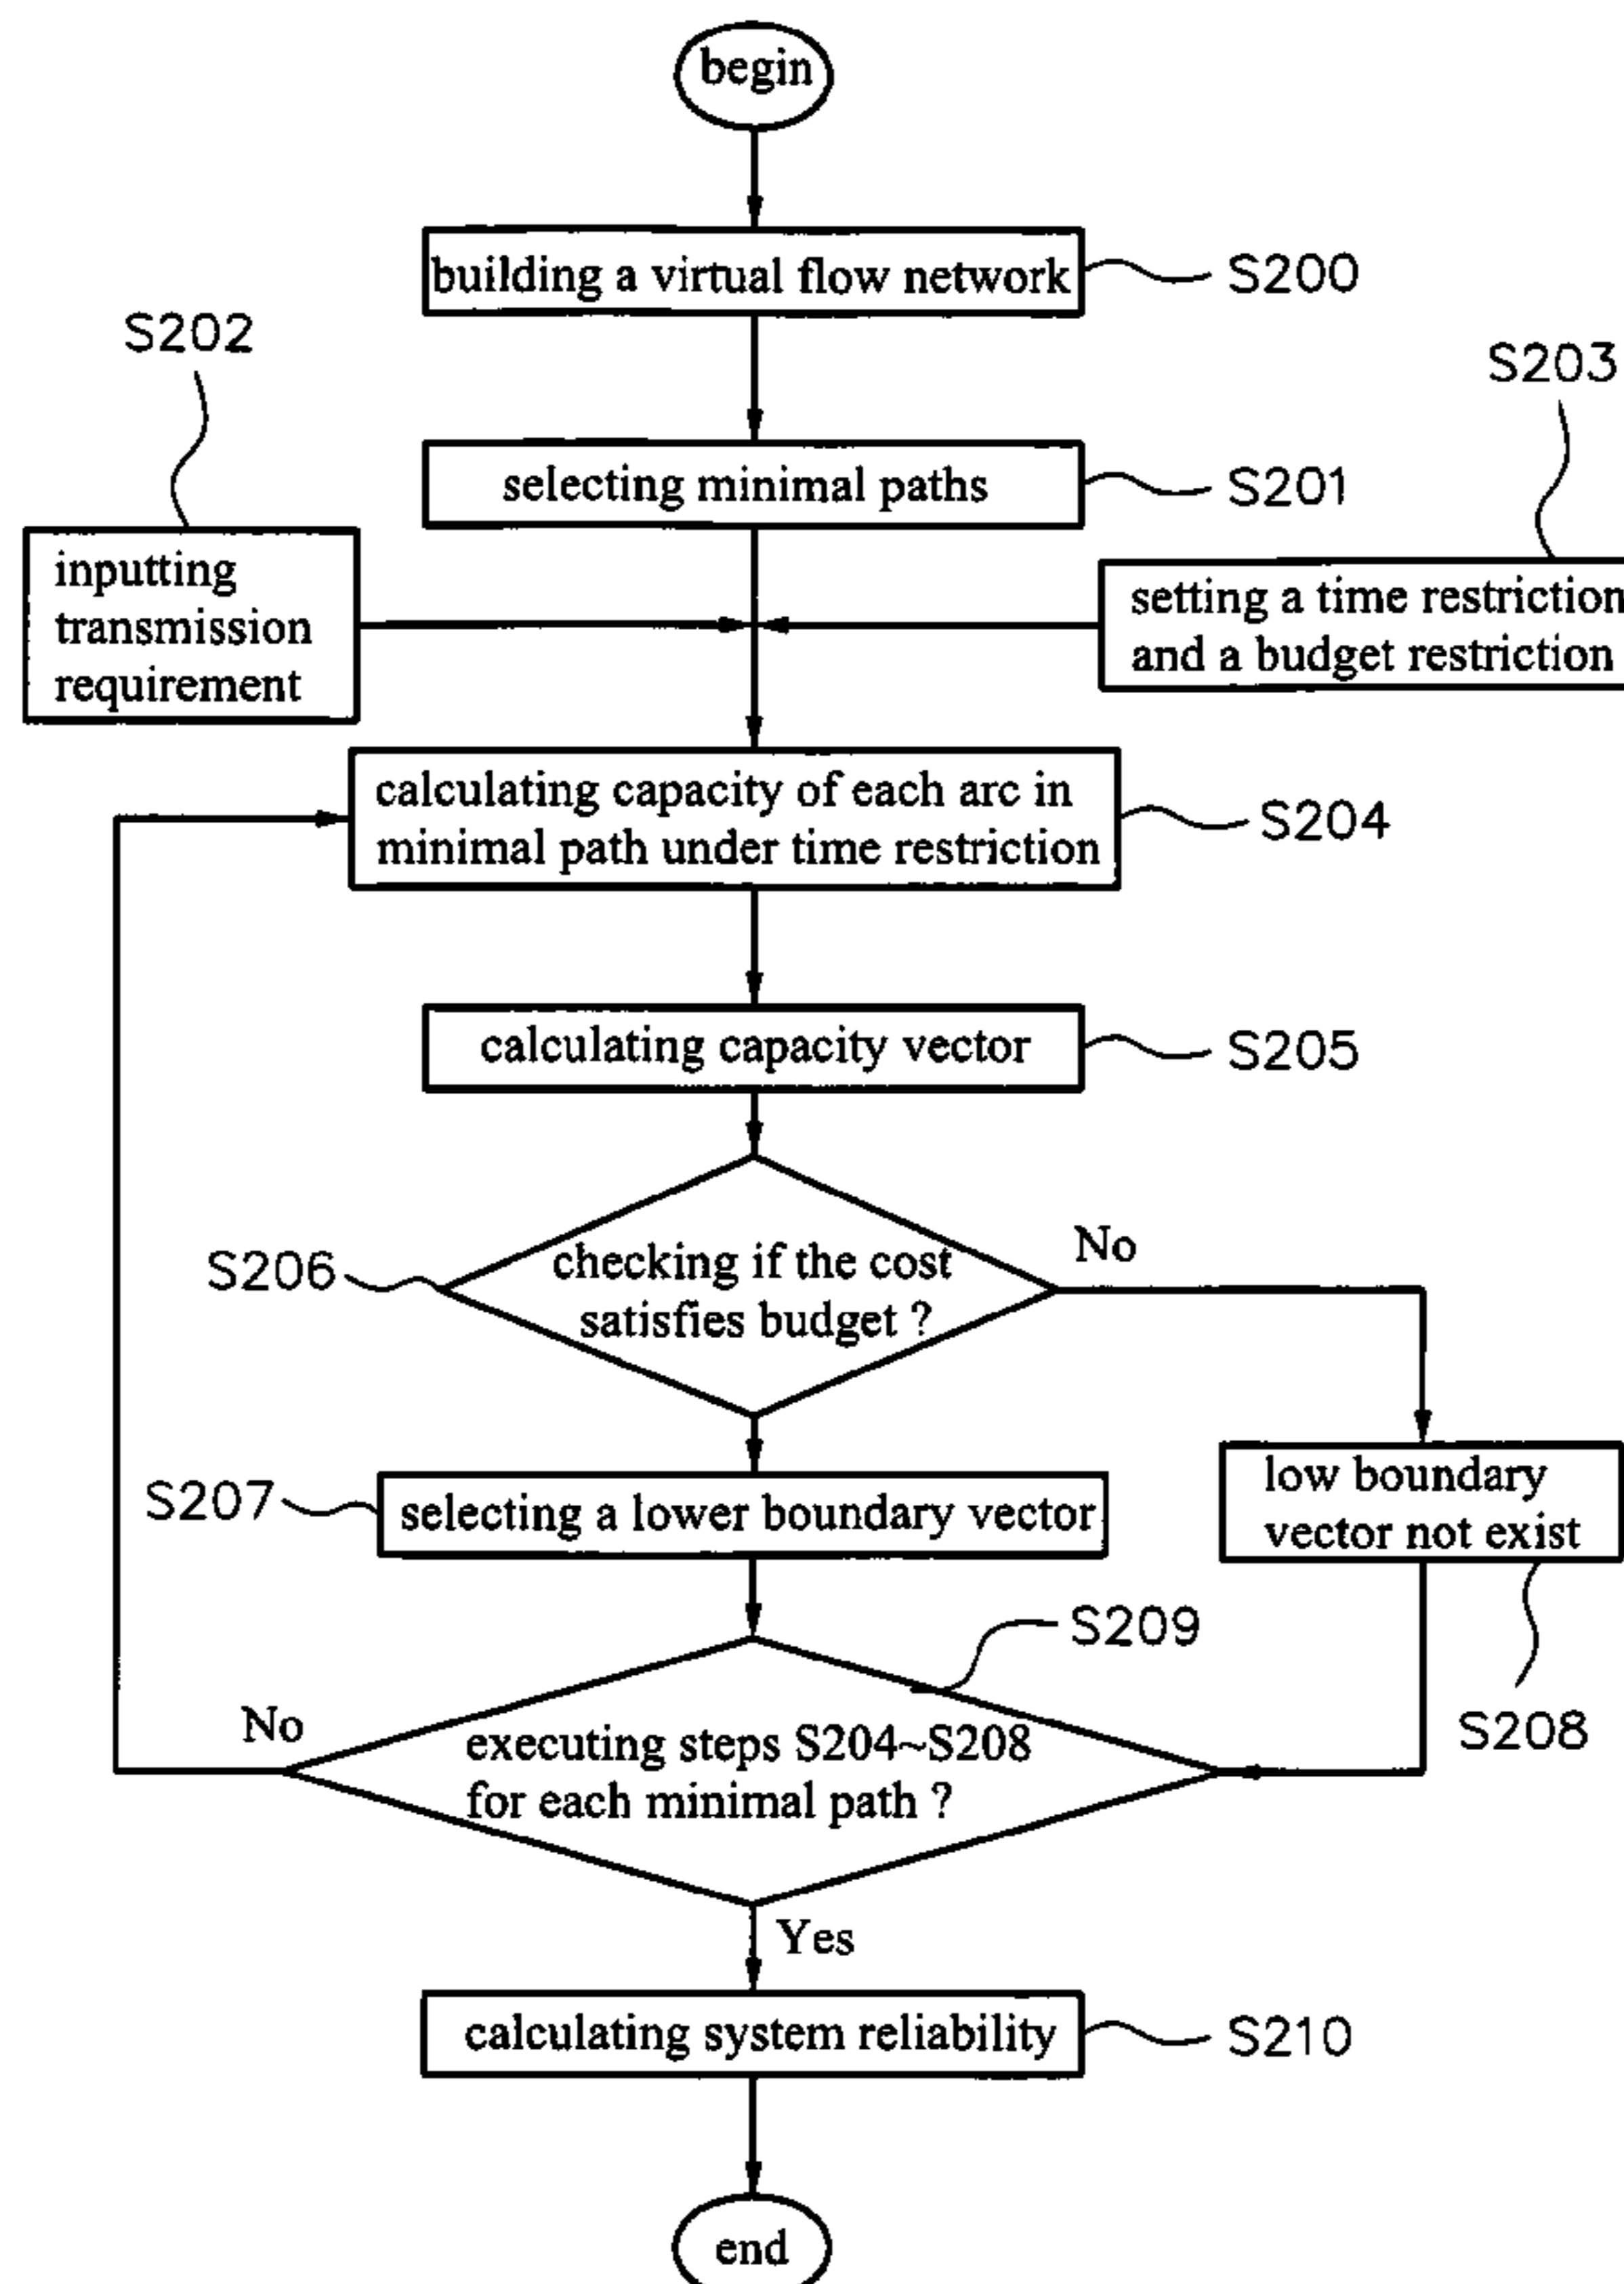 begin
building a virtual flow network
S200
S202
S203
selecting minimal paths
S201
inputting
transmission
requirement
setting a time restriction
and a budget restriction
calculating capacity of each arc in
minimal path under time restriction
S204
calculating capacity vector
S205
S206
checking if the cost
satisfies budget ?
No
S207
selecting a lower boundary vector
low boundary
vector not exist
S209
S208
No
executing steps S204~S208
for each minimal path ?
Yes
calculating system reliability
S210
end